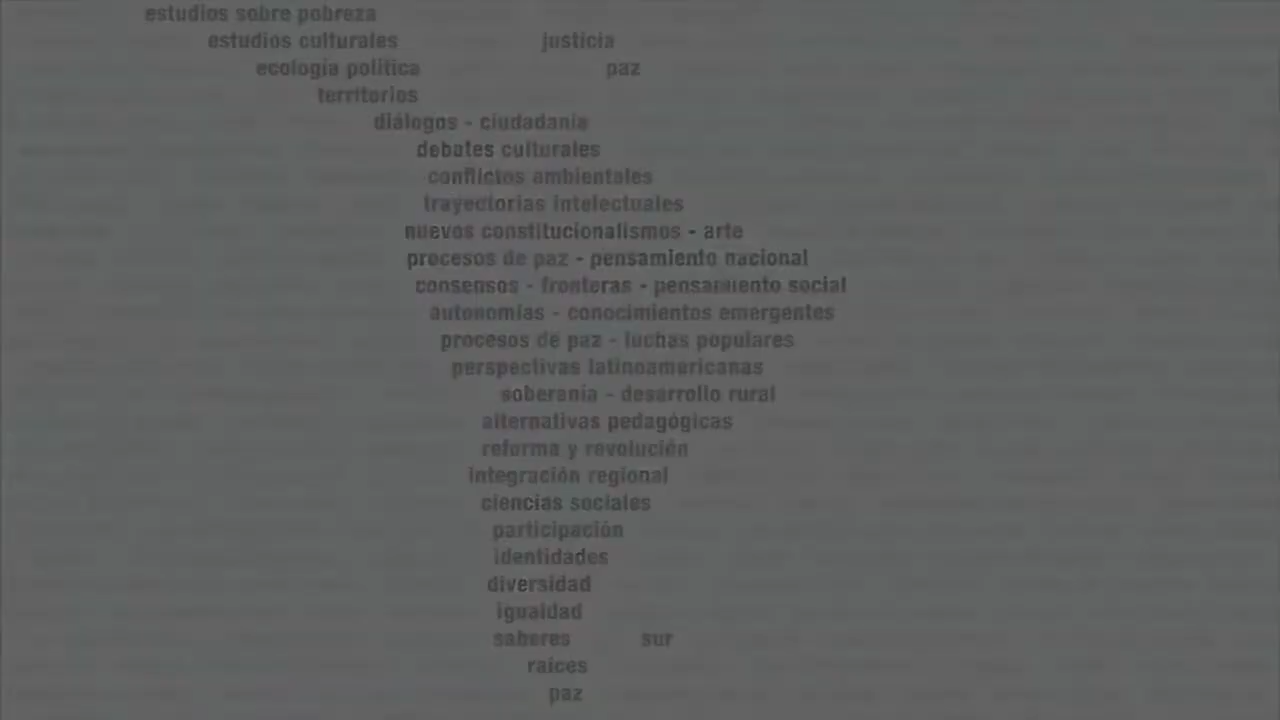 estudios sobre pobreza
estudios culturales justicia
ecología política paz
territorios
diálogos - ciudadanía
debates culturales
conflictos ambientales
trayectorias intelectuales
nuevos constitucionalismos - arte
procesos de paz - pensamiento nacional
consensos - fronteras - pensamiento social
autonomías - conocimientos emergentes
procesos de paz - luchas populares
perspectivas latinoamericanas
soberanía - desarrollo rural
alternativas pedagógicas
reforma y revolución
integración regional
ciencias sociales
participación
identidades
diversidad
igualdad
saberes sur
raíces
paz